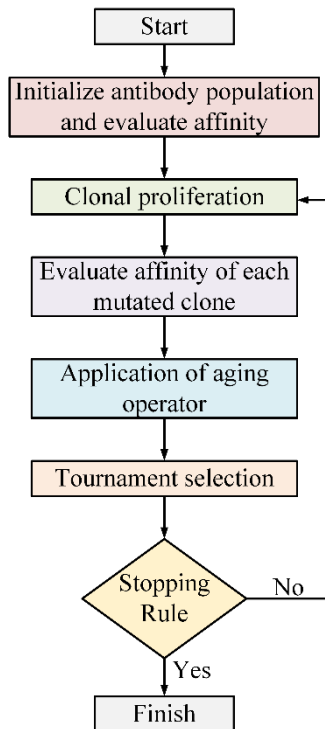 Start
Initialize antibody population
and evaluate affinity
Clonal proliferation
Evaluate affinity of each
mutated clone
Application of aging
operator
Tournament selection
Stopping
Rule
No
Yes
Finish